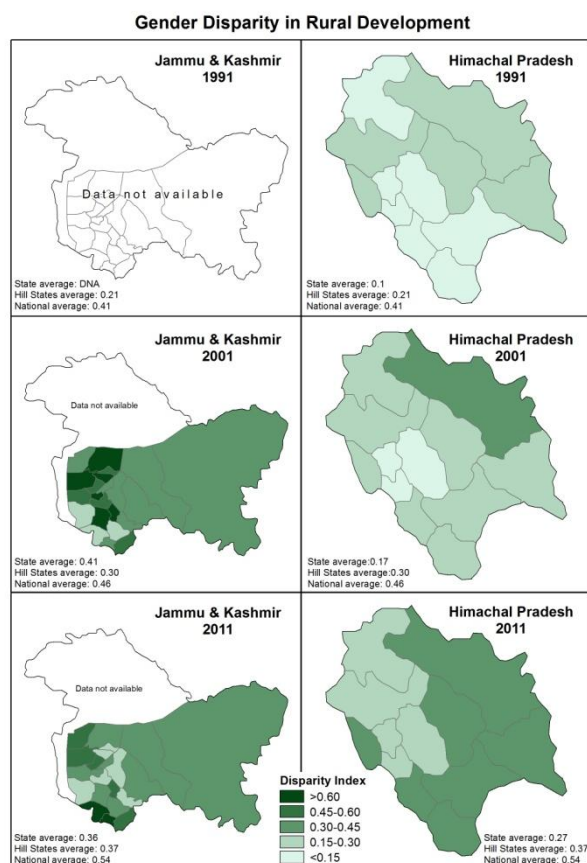 Gender Disparity in Rural Development
Jammu & Kashmir
1991
Data not available
State average: DNA
Hill States average: 0.21
National average: 0.41
Himachal Pradesh
1991
State average: 0.1
Hill States average: 0.21
National average: 0.41
Jammu & Kashmir
2001
Data not available
State average: 0.41
Hill States average: 0.30
National average: 0.46
Himachal Pradesh
2001
State average:0.17
Hill States average:0.30
National average: 0.46
Jammu & Kashmir
2011
Data not available
State average: 0.36
Hill States average: 0.37
National average: 0.54
Himachal Pradesh
2011
Disparity Index
>0.60
0.45-0.60
0.30-0.45
0.15-0.30
<0.15
State average: 0.27
Hill States average: 0.37
National average: 0.54